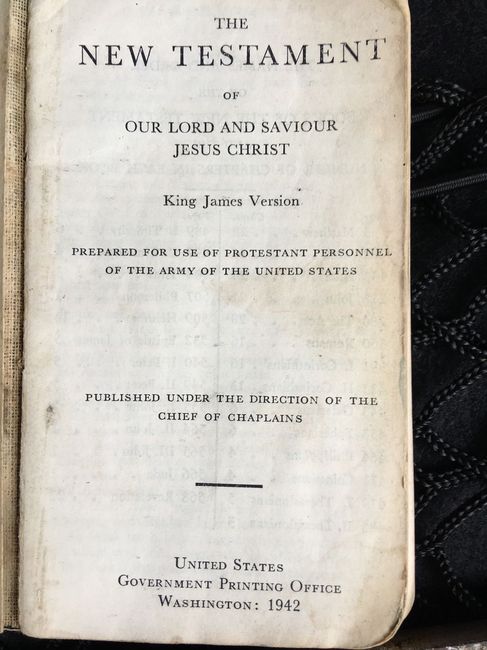 THE
NEW TESTAMENT
OF
OUR LORD AND SAVIOUR
JESUS CHRIST
King James Version
PREPARED FOR USE OF PROTESTANT PERSONNEL
OF THE ARMY OF THE UNITED STATES
PUBLISHED UNDER THE DIRECTION OF THE
CHIEF OF CHAPLAINS
UNITED STATES
GOVERNMENT PRINTING OFFICE
WASHINGTON: 1942